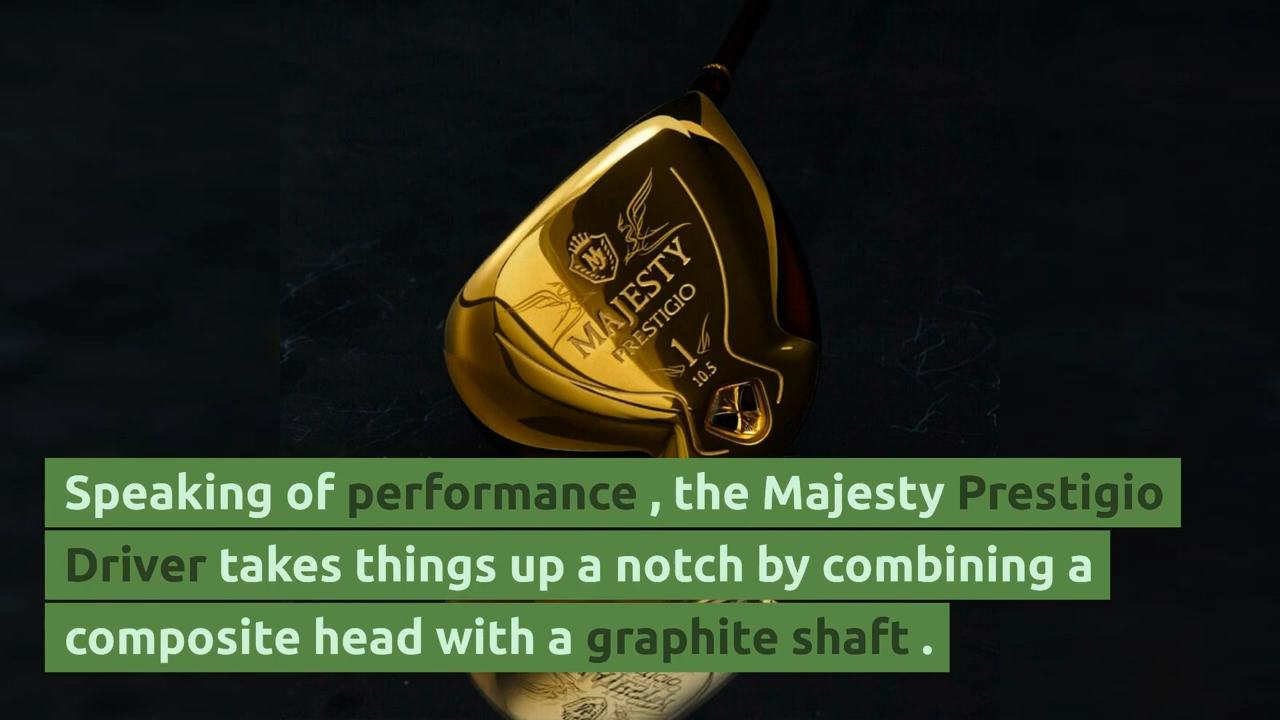 MJ
MAJESTY
PRESTIGIO
1
10.5
Speaking of performance , the Majesty Prestigio
Driver takes things up a notch by combining a
composite head with a graphite shaft .